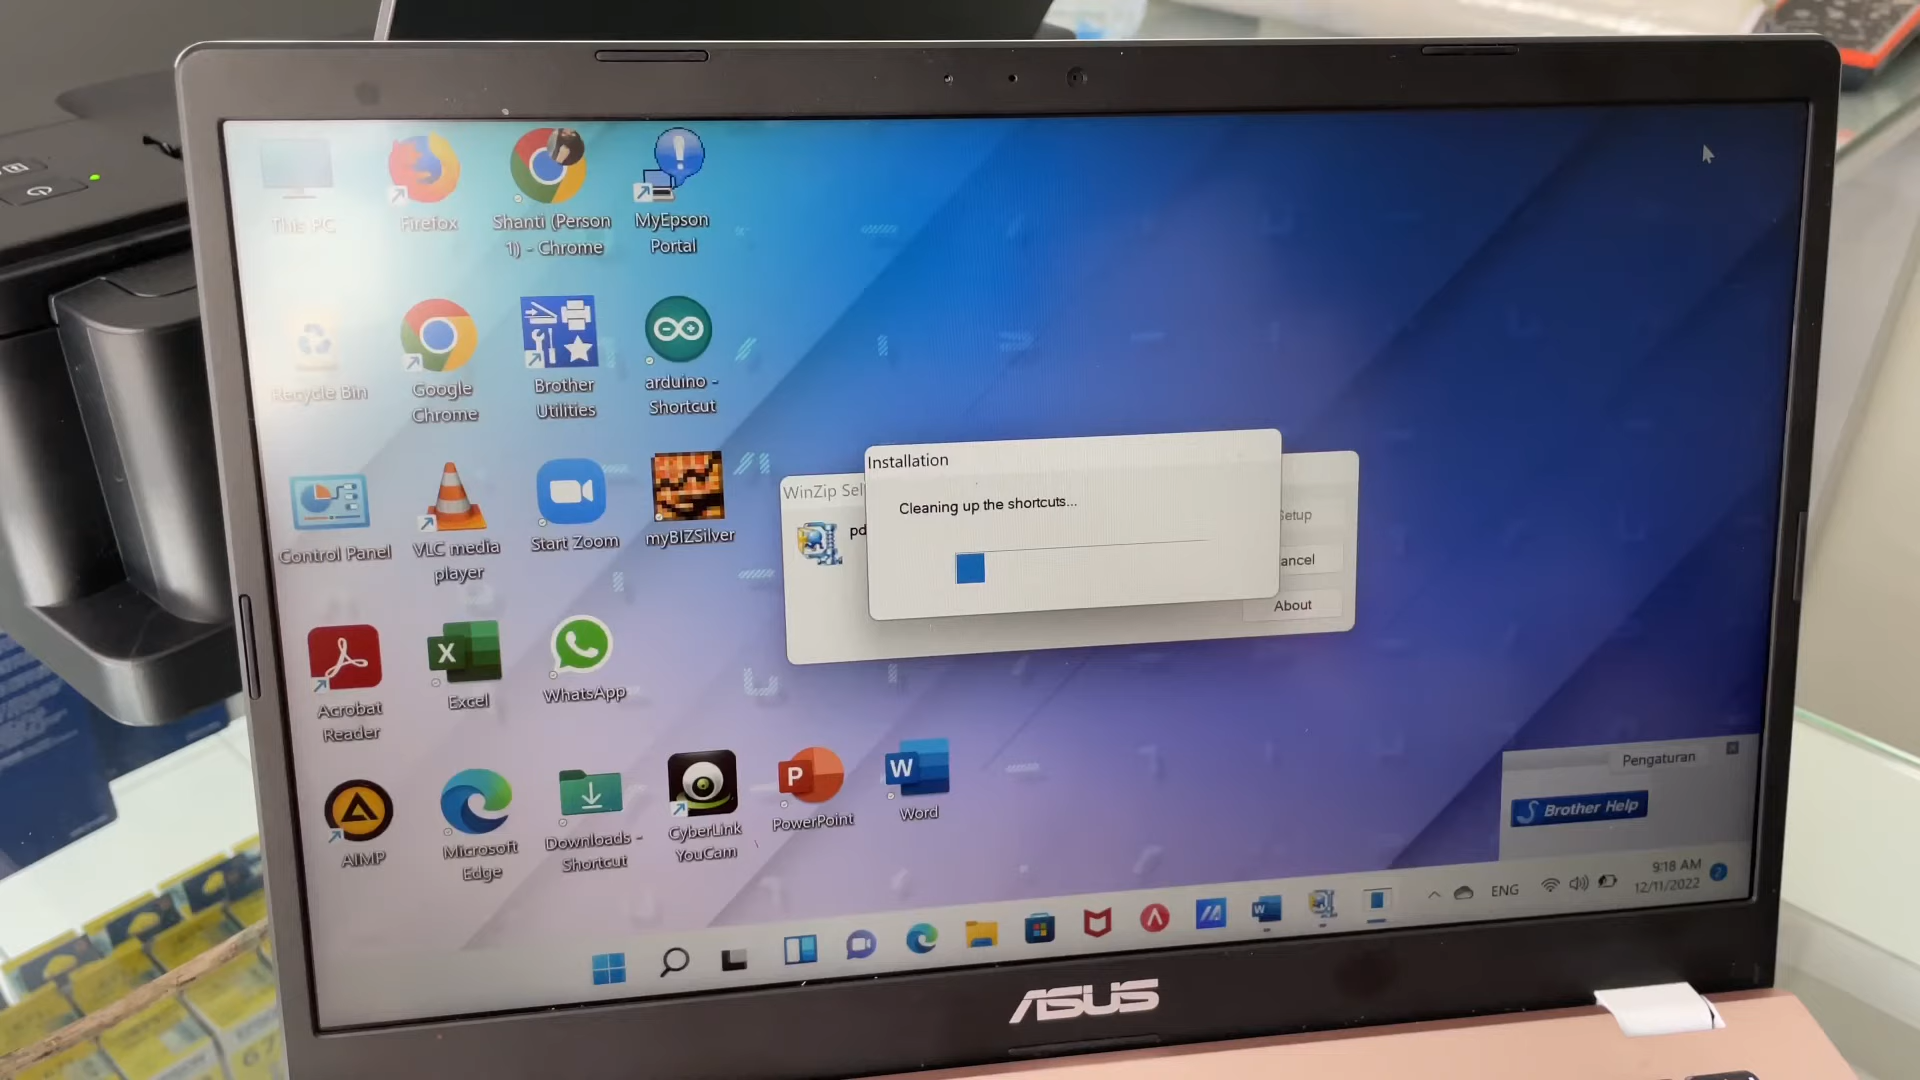 This PC
Firefox
Shanti (Person
1) - Chrome
MyEpson
Portal
Recycle Bin
Google
Chrome
Brother
Utilities
arduino -
Shortcut
Control Panel
VLC media
player
Start Zoom
myBIZSilver
Acrobat
Reader
X
Excel
WhatsApp
AIMP
Microsoft
Edge
Downloads -
Shortcut
CyberLink
YouCam
P
PowerPoint
W
Word
WinZip Sel
pd
Setup
ancel
About
Installation
Cleaning up the shortcuts...
Pengaturan
Brother Help
ENG
9:18 AM
12/11/2022
2
W
ASUS